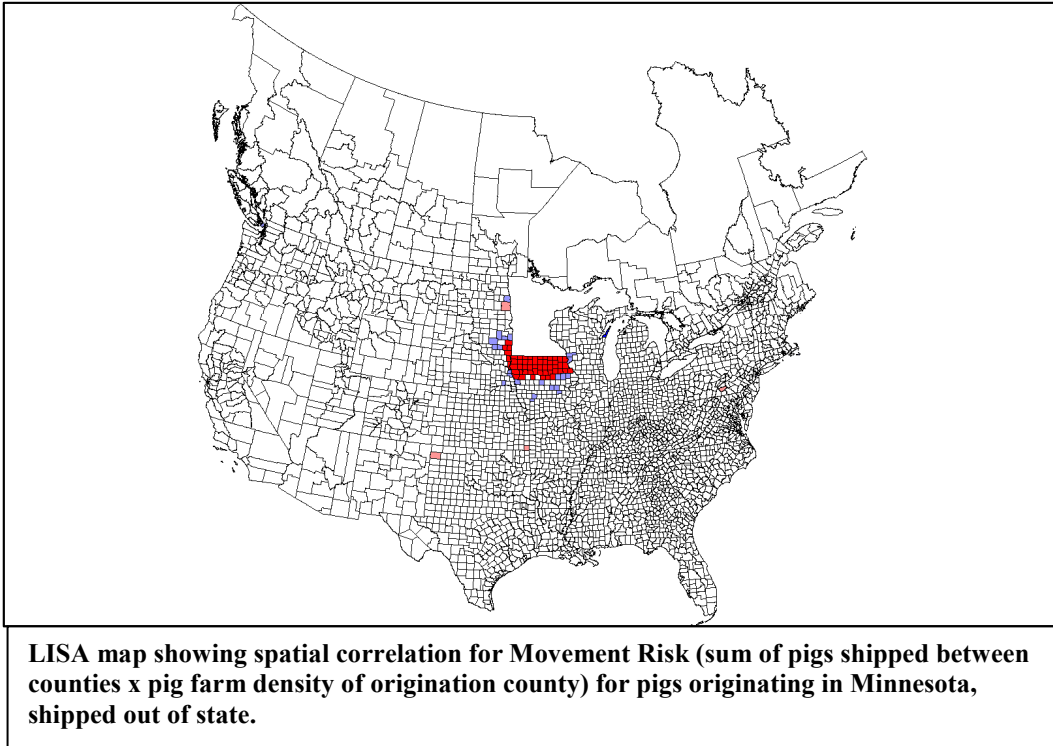 LISA map showing spatial correlation for Movement Risk (sum of pigs shipped between
counties x pig farm density of origination county) for pigs originating in Minnesota,
shipped out of state.